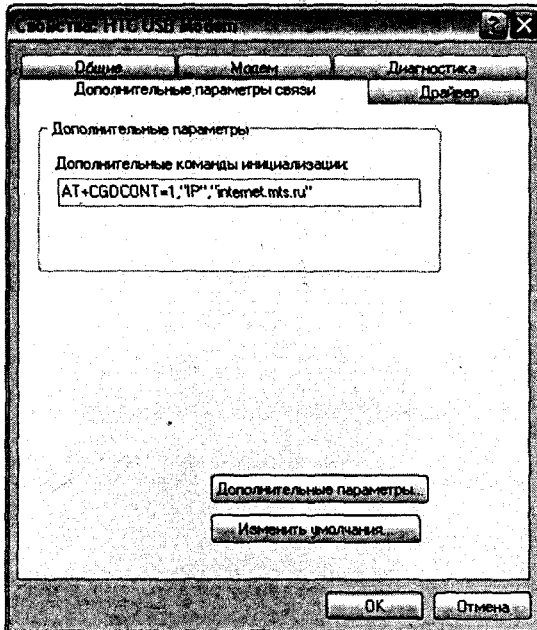 Свойства: HTC USB Modem
Общие Модем Диагностика
Дополнительные параметры связи Драйвер
Дополнительные параметры
Дополнительные команды инициализации:
AT+CGDCONT=1,"IP","internet.mts.ru"
Дополнительные параметры...
Изменить умолчания...
OK Отмена